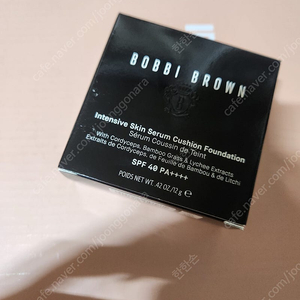 BOBBI BROWN
Intensive Skin Serum Cushion Foundation
Sérum Coussin de Teint
With Cordyceps, Bamboo Grass & Lychee Extracts
Extraits de Cordyceps, de Feuille de Bambou & de Litchi
SPF 40 PA++++
POIDS NET WT. .42 OZ./12 g